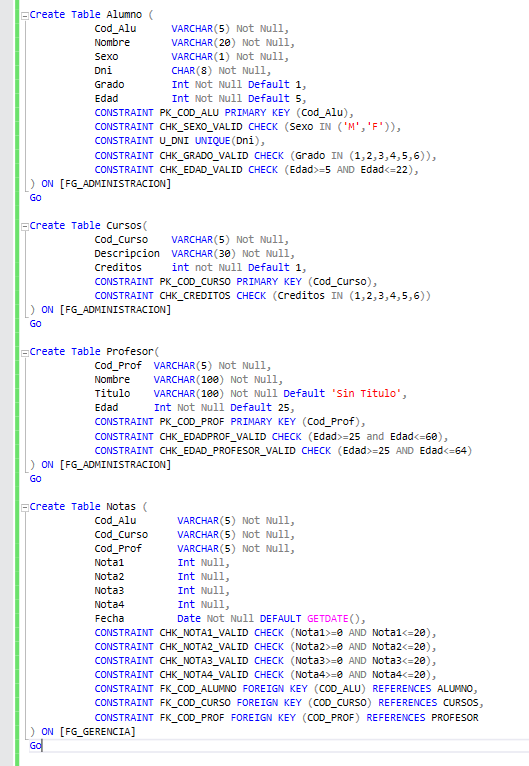 Create Table Alumno (
Cod_Alu VARCHAR(5) Not Null,
Nombre VARCHAR(20) Not Null,
Sexo VARCHAR(1) Not Null,
Dni CHAR(8) Not Null,
Grado Int Not Null Default 1,
Edad Int Not Null Default 5,
CONSTRAINT PK_COD_ALU PRIMARY KEY (Cod_Alu),
CONSTRAINT CHK_SEXO_VALID CHECK (Sexo IN ('M','F')),
CONSTRAINT U_DNI UNIQUE(Dni),
CONSTRAINT CHK_GRADO_VALID CHECK (Grado IN (1,2,3,4,5,6)),
CONSTRAINT CHK_EDAD_VALID CHECK (Edad>=5 AND Edad<=22),
) ON [FG_ADMINISTRACION]
Go
Create Table Cursos(
Cod_Curso VARCHAR(5) Not Null,
Descripcion VARCHAR(30) Not Null,
Creditos int not Null Default 1,
CONSTRAINT PK_COD_CURSO PRIMARY KEY (Cod_Curso),
CONSTRAINT CHK_CREDITOS CHECK (Creditos IN (1,2,3,4,5,6))
) ON [FG_ADMINISTRACION]
Go
Create Table Profesor(
Cod_Prof VARCHAR(5) Not Null,
Nombre VARCHAR(100) Not Null,
Titulo VARCHAR(100) Not Null Default 'Sin Titulo',
Edad Int Not Null Default 25,
CONSTRAINT PK_COD_PROF PRIMARY KEY (Cod_Prof),
CONSTRAINT CHK_EDADPROF_VALID CHECK (Edad>=25 and Edad<=60),
CONSTRAINT CHK_EDAD_PROFESOR_VALID CHECK (Edad>=25 AND Edad<=64)
) ON [FG_ADMINISTRACION]
Go
Create Table Notas (
Cod_Alu VARCHAR(5) Not Null,
Cod_Curso VARCHAR(5) Not Null,
Cod_Prof VARCHAR(5) Not Null,
Nota1 Int Null,
Nota2 Int Null,
Nota3 Int Null,
Nota4 Int Null,
Fecha Date Not Null DEFAULT GETDATE(),
CONSTRAINT CHK_NOTA1_VALID CHECK (Nota1>=0 AND Nota1<=20),
CONSTRAINT CHK_NOTA2_VALID CHECK (Nota2>=0 AND Nota2<=20),
CONSTRAINT CHK_NOTA3_VALID CHECK (Nota3>=0 AND Nota3<=20),
CONSTRAINT CHK_NOTA4_VALID CHECK (Nota4>=0 AND Nota4<=20),
CONSTRAINT FK_COD_ALUMNO FOREIGN KEY (COD_ALU) REFERENCES ALUMNO,
CONSTRAINT FK_COD_CURSO FOREIGN KEY (COD_CURSO) REFERENCES CURSOS,
CONSTRAINT FK_COD_PROF FOREIGN KEY (COD_PROF) REFERENCES PROFESOR
) ON [FG_GERENCIA]
Go